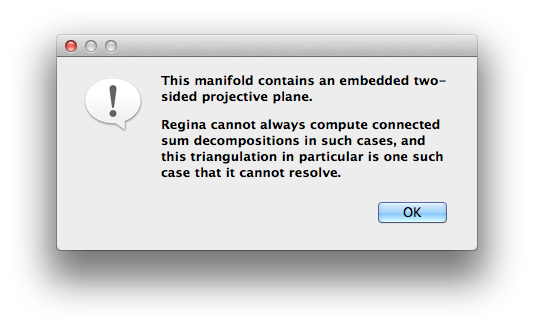 This manifold contains an embedded two-
sided projective plane.
Regina cannot always compute connected
sum decompositions in such cases, and
this triangulation in particular is one such
case that it cannot resolve.
OK